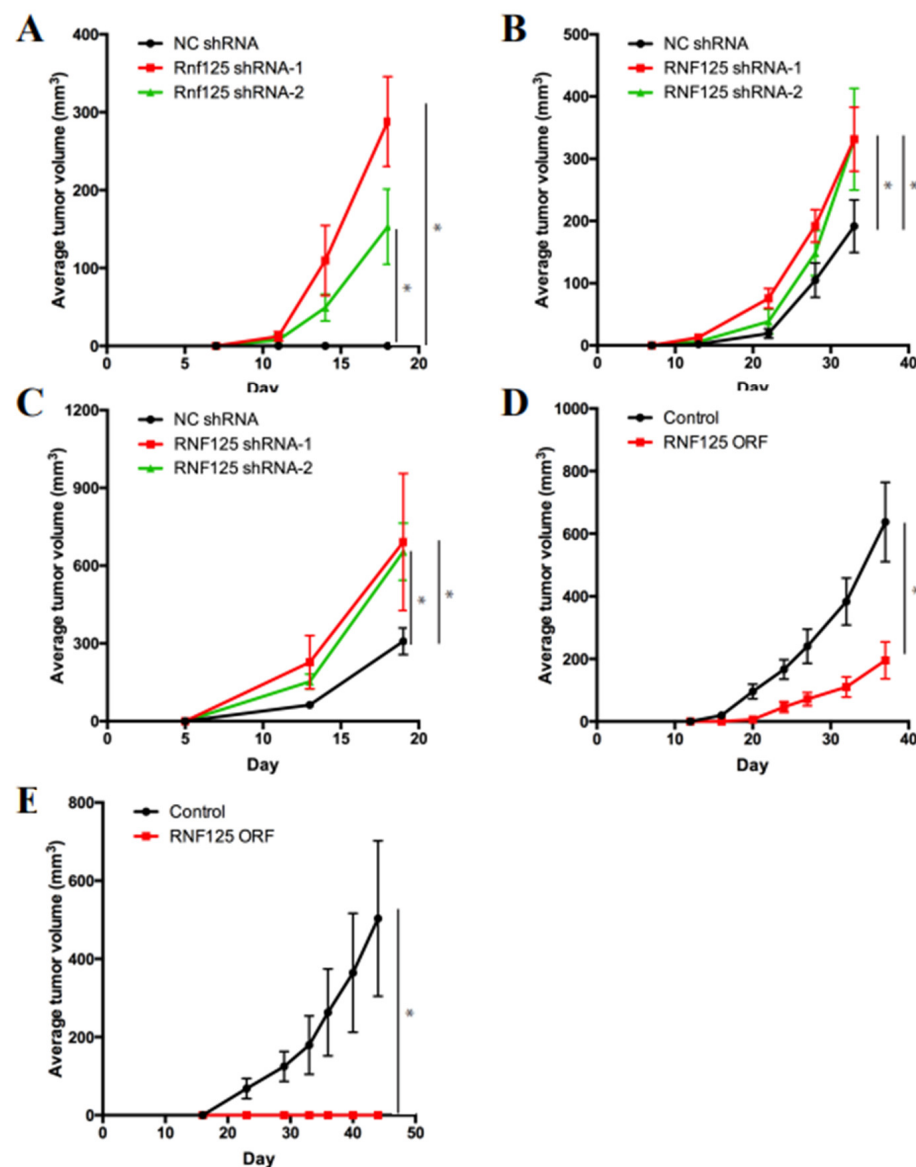 A
NC shRNA
Rnf125 shRNA-1
Rnf125 shRNA-2
Average tumor volume (mm³)
400
300
200
100
0
0 5 10 15 20
Day
*
*
B
NC shRNA
RNF125 shRNA-1
RNF125 shRNA-2
Average tumor volume (mm³)
500
400
300
200
100
0
0 10 20 30 40
Day
* *
C
NC shRNA
RNF125 shRNA-1
RNF125 shRNA-2
Average tumor volume (mm³)
1200
900
600
300
0
0 5 10 15 20
Day
* *
D
Control
RNF125 ORF
Average tumor volume (mm³)
1000
800
600
400
200
0
0 10 20 30 40
Day
*
E
Control
RNF125 ORF
Average tumor volume (mm³)
800
600
400
200
0
0 10 20 30 40 50
Day
*